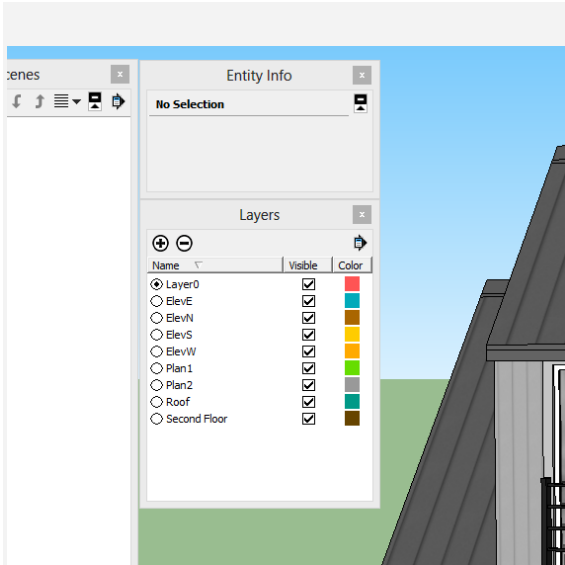 cenes x
Entity Info x
No Selection
Layers x
Name Visible Color
Layer0
ElevE
ElevN
ElevS
ElevW
Plan1
Plan2
Roof
Second Floor